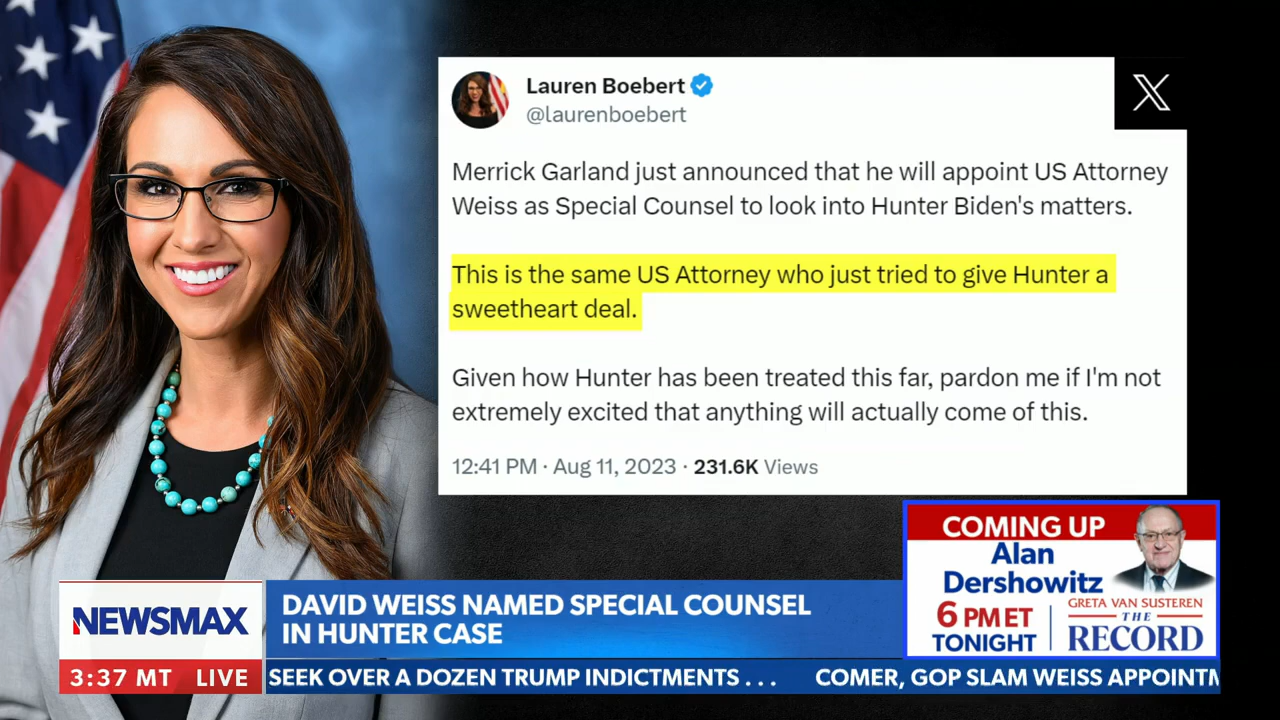 Lauren Boebert
@laurenboebert
X
Merrick Garland just announced that he will appoint US Attorney
Weiss as Special Counsel to look into Hunter Biden's matters.
This is the same US Attorney who just tried to give Hunter a
sweetheart deal.
Given how Hunter has been treated this far, pardon me if I'm not
extremely excited that anything will actually come of this.
12:41 PM · Aug 11, 2023 · 231.6K Views
COMING UP
Alan
Dershowitz
6 PM ET
TONIGHT
GRETA VAN SUSTEREN
THE
RECORD
NEWSMAX
DAVID WEISS NAMED SPECIAL COUNSEL
IN HUNTER CASE
3:37 MT LIVE
SEEK OVER A DOZEN TRUMP INDICTMENTS . . . COMER, GOP SLAM WEISS APPOINTM